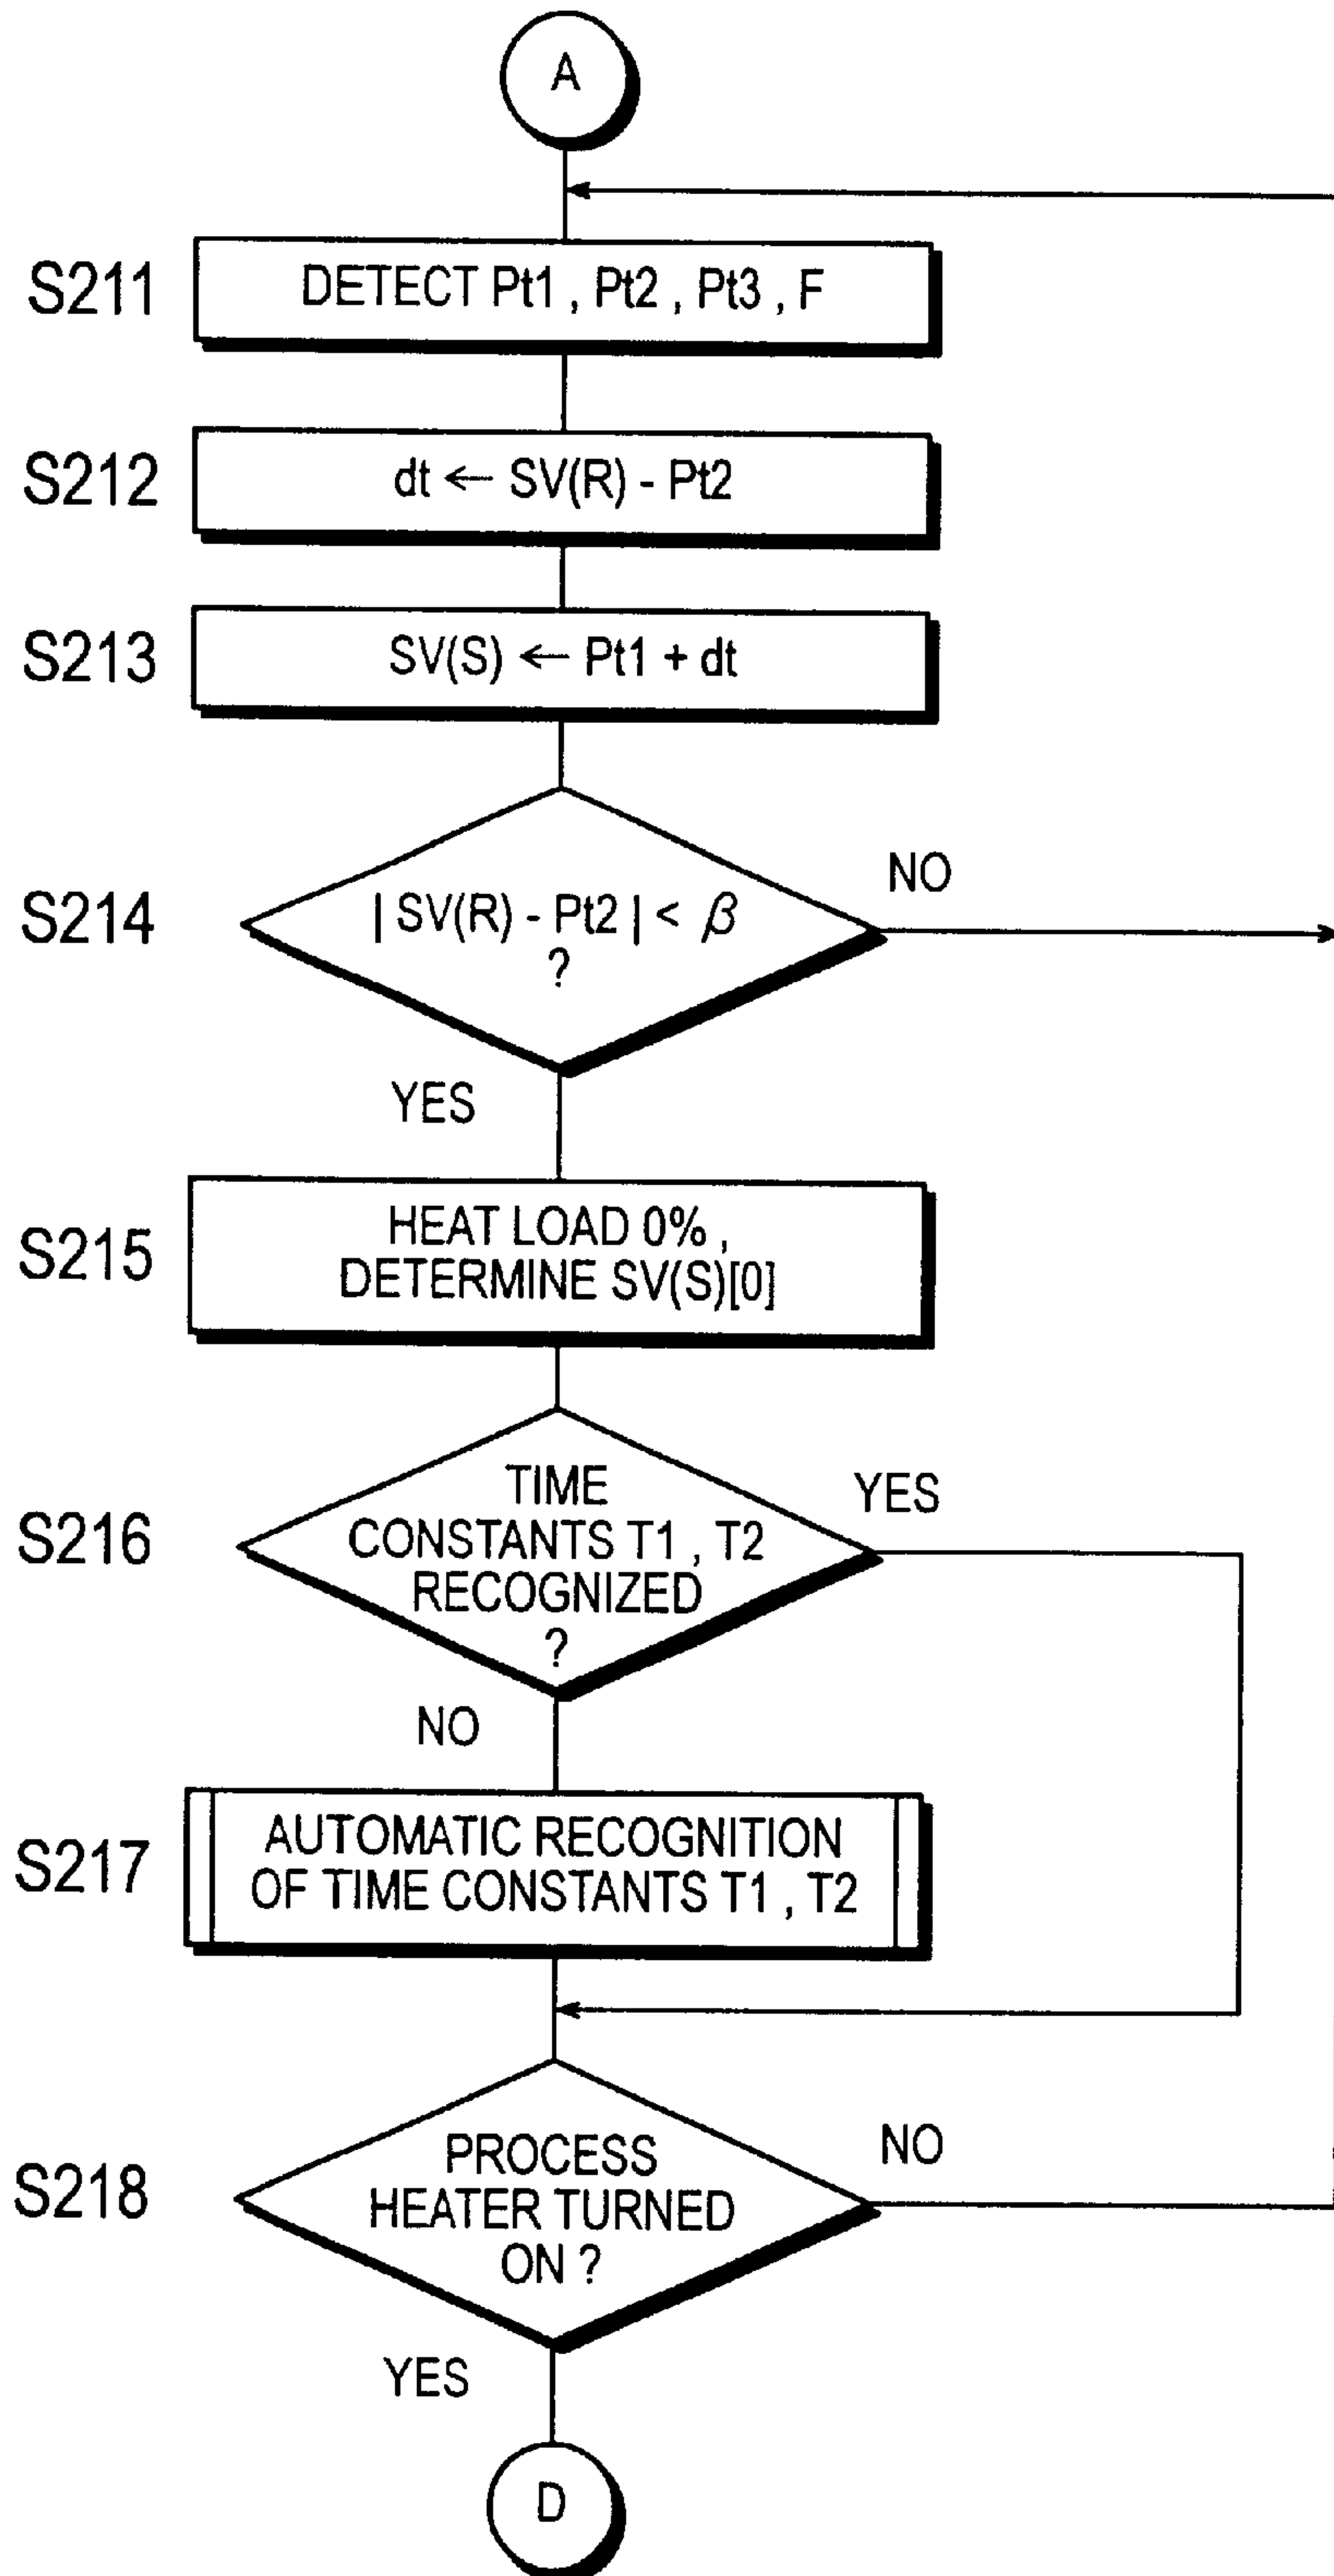 A
S211
DETECT Pt1 , Pt2 , Pt3 , F
S212
dt ← SV(R) - Pt2
S213
SV(S) ← Pt1 + dt
S214
| SV(R) - Pt2 | < β
?
NO
YES
S215
HEAT LOAD 0% ,
DETERMINE SV(S)[0]
S216
TIME
CONSTANTS T1 , T2
RECOGNIZED
?
YES
NO
S217
AUTOMATIC RECOGNITION
OF TIME CONSTANTS T1 , T2
S218
PROCESS
HEATER TURNED
ON ?
NO
YES
D